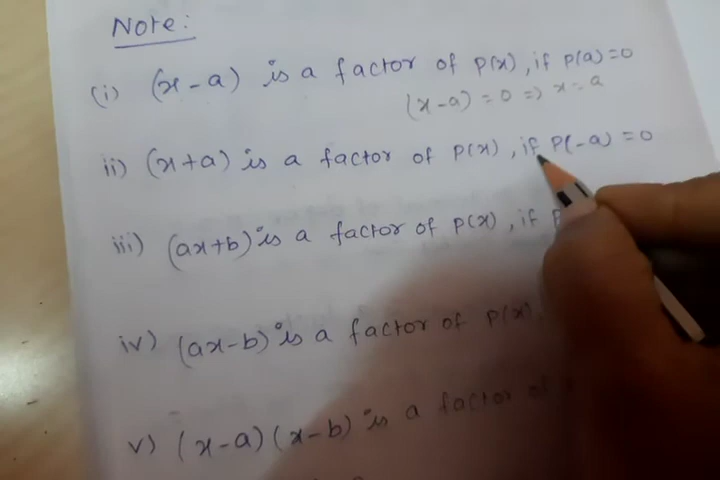 Note:
(i) (x-a) is a factor of P(x), if P(a)=0
(x-a)=0 => x=a
ii) (x+a) is a factor of P(x), if P(-a)=0
iii) (ax+b) is a factor of P(x), if
iv) (ax-b) is a factor of P(x)
v) (x-a)(x-b) is a factor of